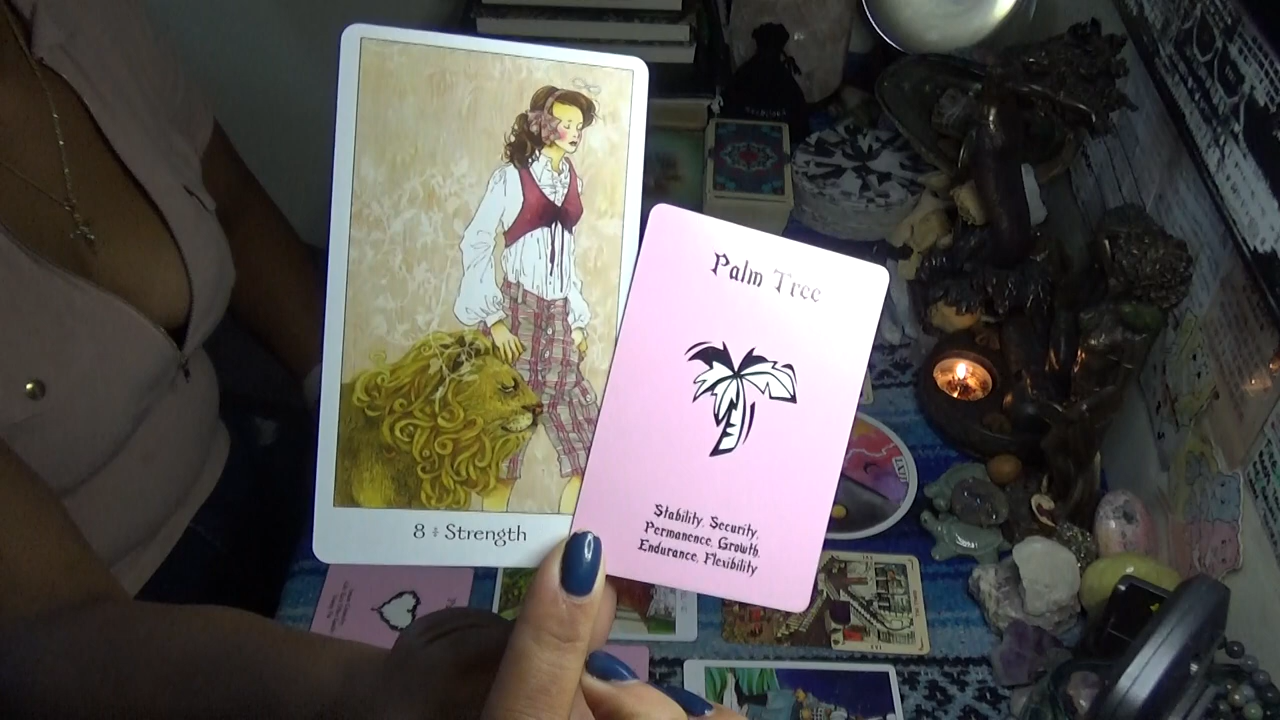 8 ÷ Strength
Palm Tree
Stability, Security,
Permanence, Growth,
Endurance, Flexibility